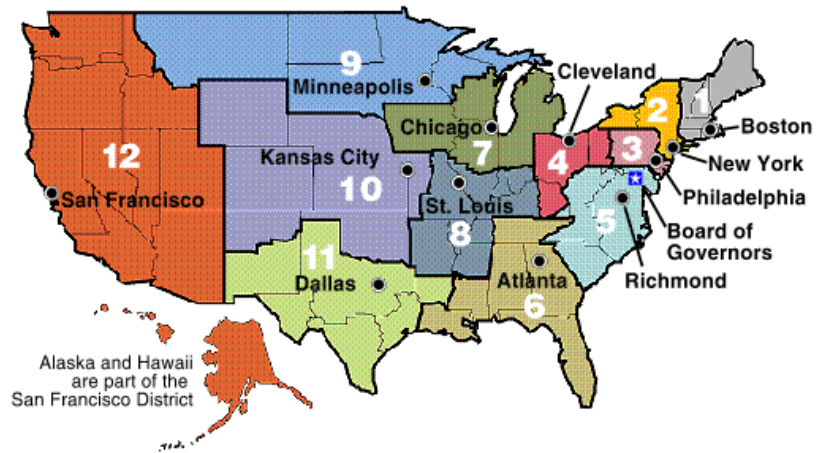 Cleveland
9
Minneapolis
1
2
Chicago
7
Boston
12
Kansas City
4
3
New York
10
San Francisco
St. Louis
Philadelphia
5
8
Board of
Governors
11
Dallas
Atlanta
6
Richmond
Alaska and Hawaii
are part of the
San Francisco District